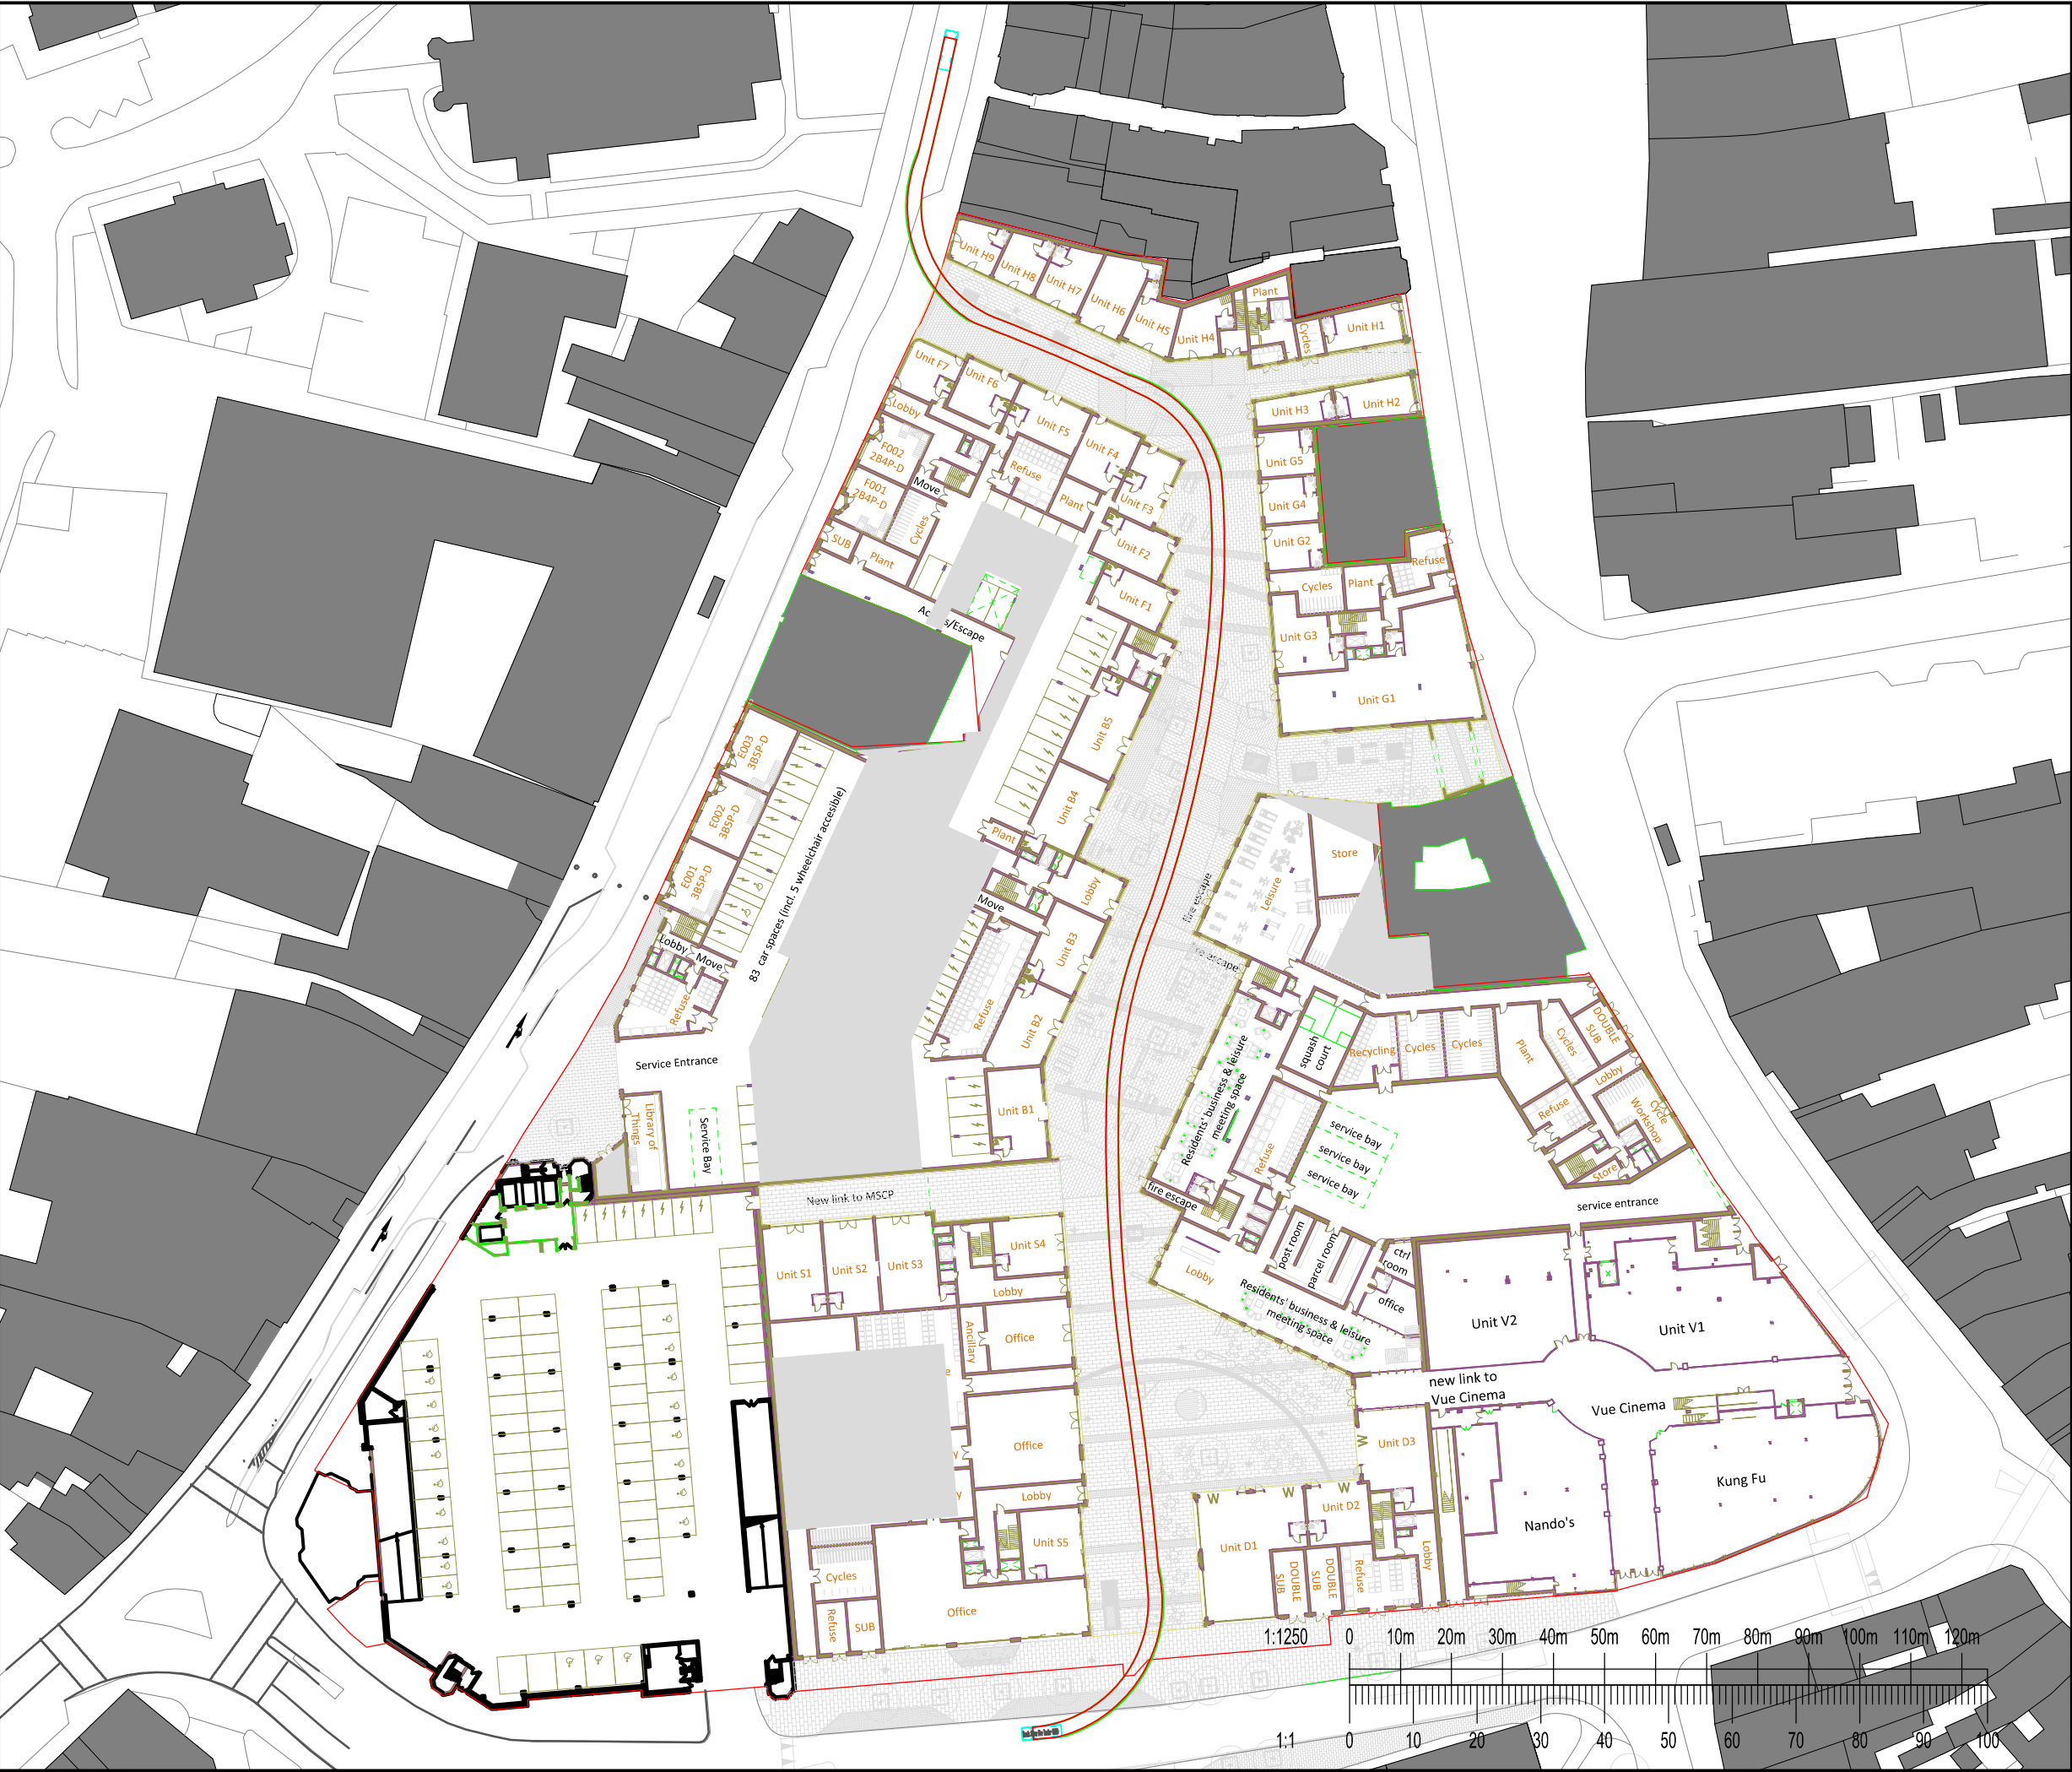 Unit H9
Unit H8
Unit H7
Unit H6
Unit H5
Unit H4
Plant
Cycles
Unit H1
Unit H3
Unit H2
Unit F7
Unit F6
Unit F5
Unit F4
Unit F3
Unit F2
Unit F1
Lobby
F002
2B4P-D
F001
2B4P-D
Move
Refuse
Plant
Cycles
SUB
Plant
Unit G5
Unit G4
Unit G2
Cycles
Plant
Refuse
Unit G3
Unit G1
E003
3B5P-D
E002
3B5P-D
E001
3B5P-D
83 car spaces (incl. 5 wheelchair accesible)
Unit B5
Unit B4
Plant
Lobby
Move
Unit B3
Refuse
Unit B2
Unit B1
Lobby
Move
Refuse
Service Entrance
Library of
Things
Service Bay
New link to MSCP
Store
Leisure
fire escape
fire escape
Residents' business & leisure
meeting space
squash
court
Recycling
Cycles
Cycles
Plant
Cycles
DOUBLE
SUB
Lobby
Refuse
Cycle
Workshop
Store
Refuse
service bay
service bay
service bay
service entrance
fire escape
Lobby
post room
parcel room
ctrl
room
office
Residents' business & leisure
meeting space
Unit S1
Unit S2
Unit S3
Unit S4
Lobby
Ancillary
Office
Office
Lobby
Unit S5
Cycles
Office
Refuse
SUB
Unit V2
Unit V1
new link to
Vue Cinema
Vue Cinema
Kung Fu
Nando's
Unit D3
Unit D2
Unit D1
W
W
W
W
DOUBLE
SUB
DOUBLE
SUB
Refuse
Lobby
1:1250 0 10m 20m 30m 40m 50m 60m 70m 80m 90m 100m 110m 120m
1:1 0 10 20 30 40 50 60 70 80 90 100